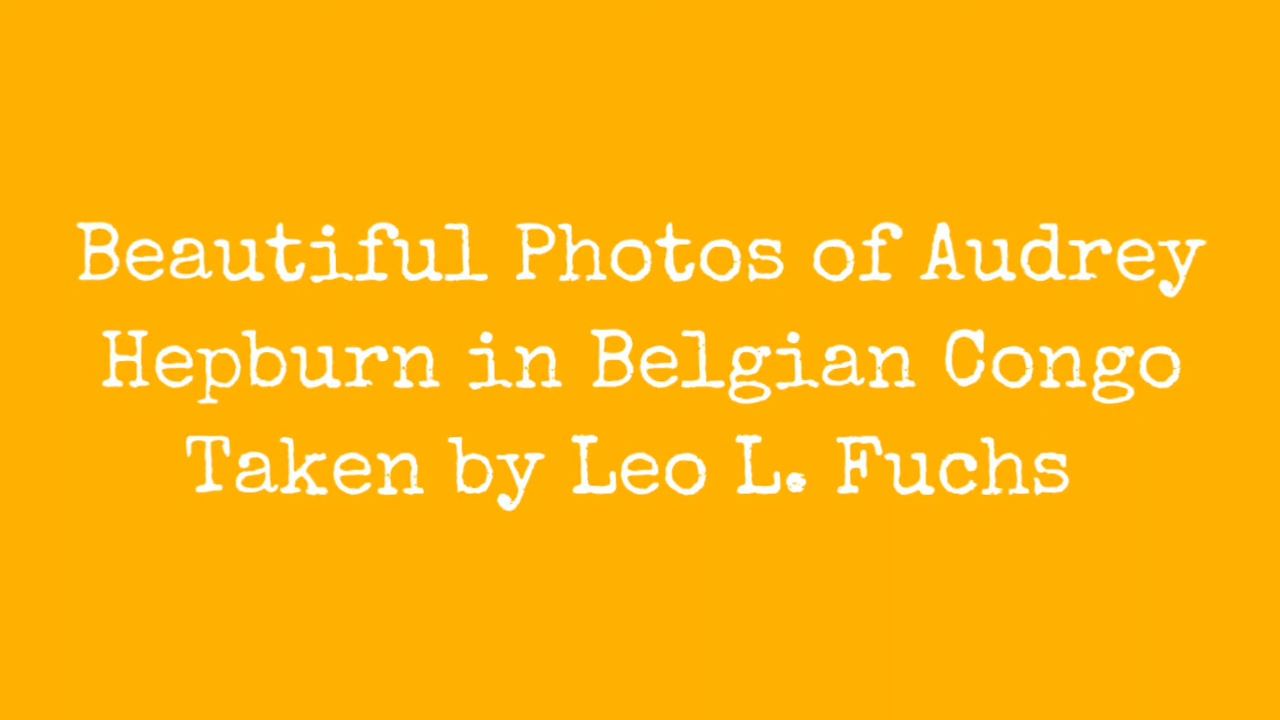 Beautiful Photos of Audrey
Hepburn in Belgian Congo
Taken by Leo L. Fuchs